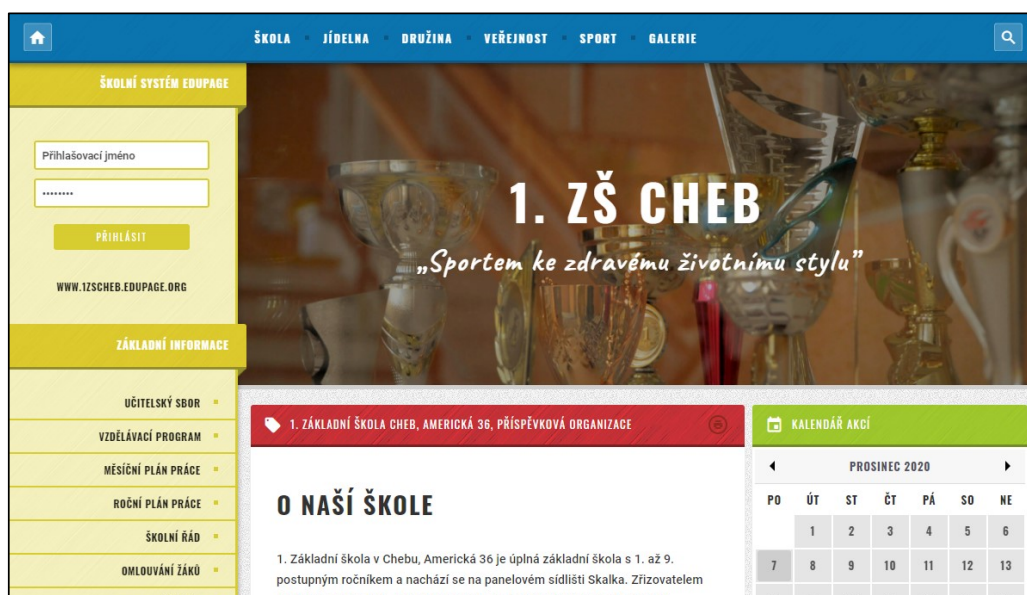 ŠKOLA JÍDELNA DRUŽINA VEŘEJNOST SPORT GALERIE
ŠKOLNÍ SYSTÉM EDUPAGE
Přihlašovací jméno
........
PŘIHLÁSIT
WWW.1ZSCHEB.EDUPAGE.ORG
ZÁKLADNÍ INFORMACE
UČITELSKÝ SBOR
VZDĚLÁVACÍ PROGRAM
MĚSÍČNÍ PLÁN PRÁCE
ROČNÍ PLÁN PRÁCE
ŠKOLNÍ ŘÁD
OMLOUVÁNÍ ŽÁKŮ
1. ZŠ CHEB
„Sportem ke zdravému životnímu stylu”
1. ZÁKLADNÍ ŠKOLA CHEB, AMERICKÁ 36, PŘÍSPĚVKOVÁ ORGANIZACE
O NAŠÍ ŠKOLE
1. Základní škola v Chebu, Americká 36 je úplná základní škola s 1. až 9.
postupným ročníkem a nachází se na panelovém sídlišti Skalka. Zřizovatelem
KALENDÁŘ AKCÍ
PROSINEC 2020
PO ÚT ST ČT PÁ SO NE
1 2 3 4 5 6
7 8 9 10 11 12 13